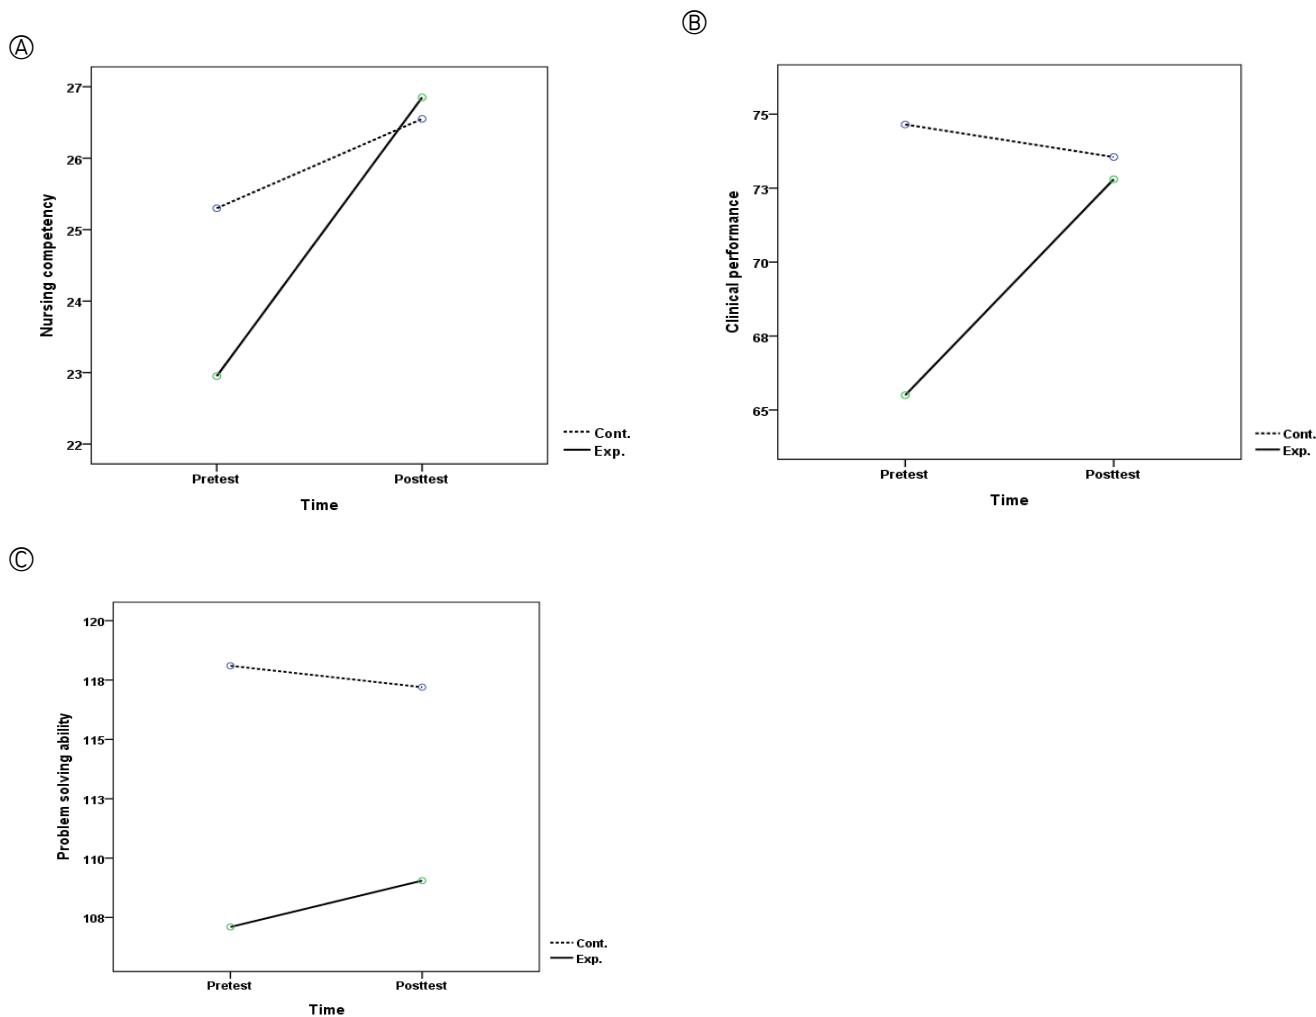 Ⓐ
27
26
25
24
23
22
Nursing competency
Pretest
Posttest
Time
Cont.
Exp.
Ⓑ
75
73
70
68
65
Clinical performance
Pretest
Posttest
Time
Cont.
Exp.
Ⓒ
120
118
115
113
110
108
Problem solving ability
Pretest
Posttest
Time
Cont.
Exp.